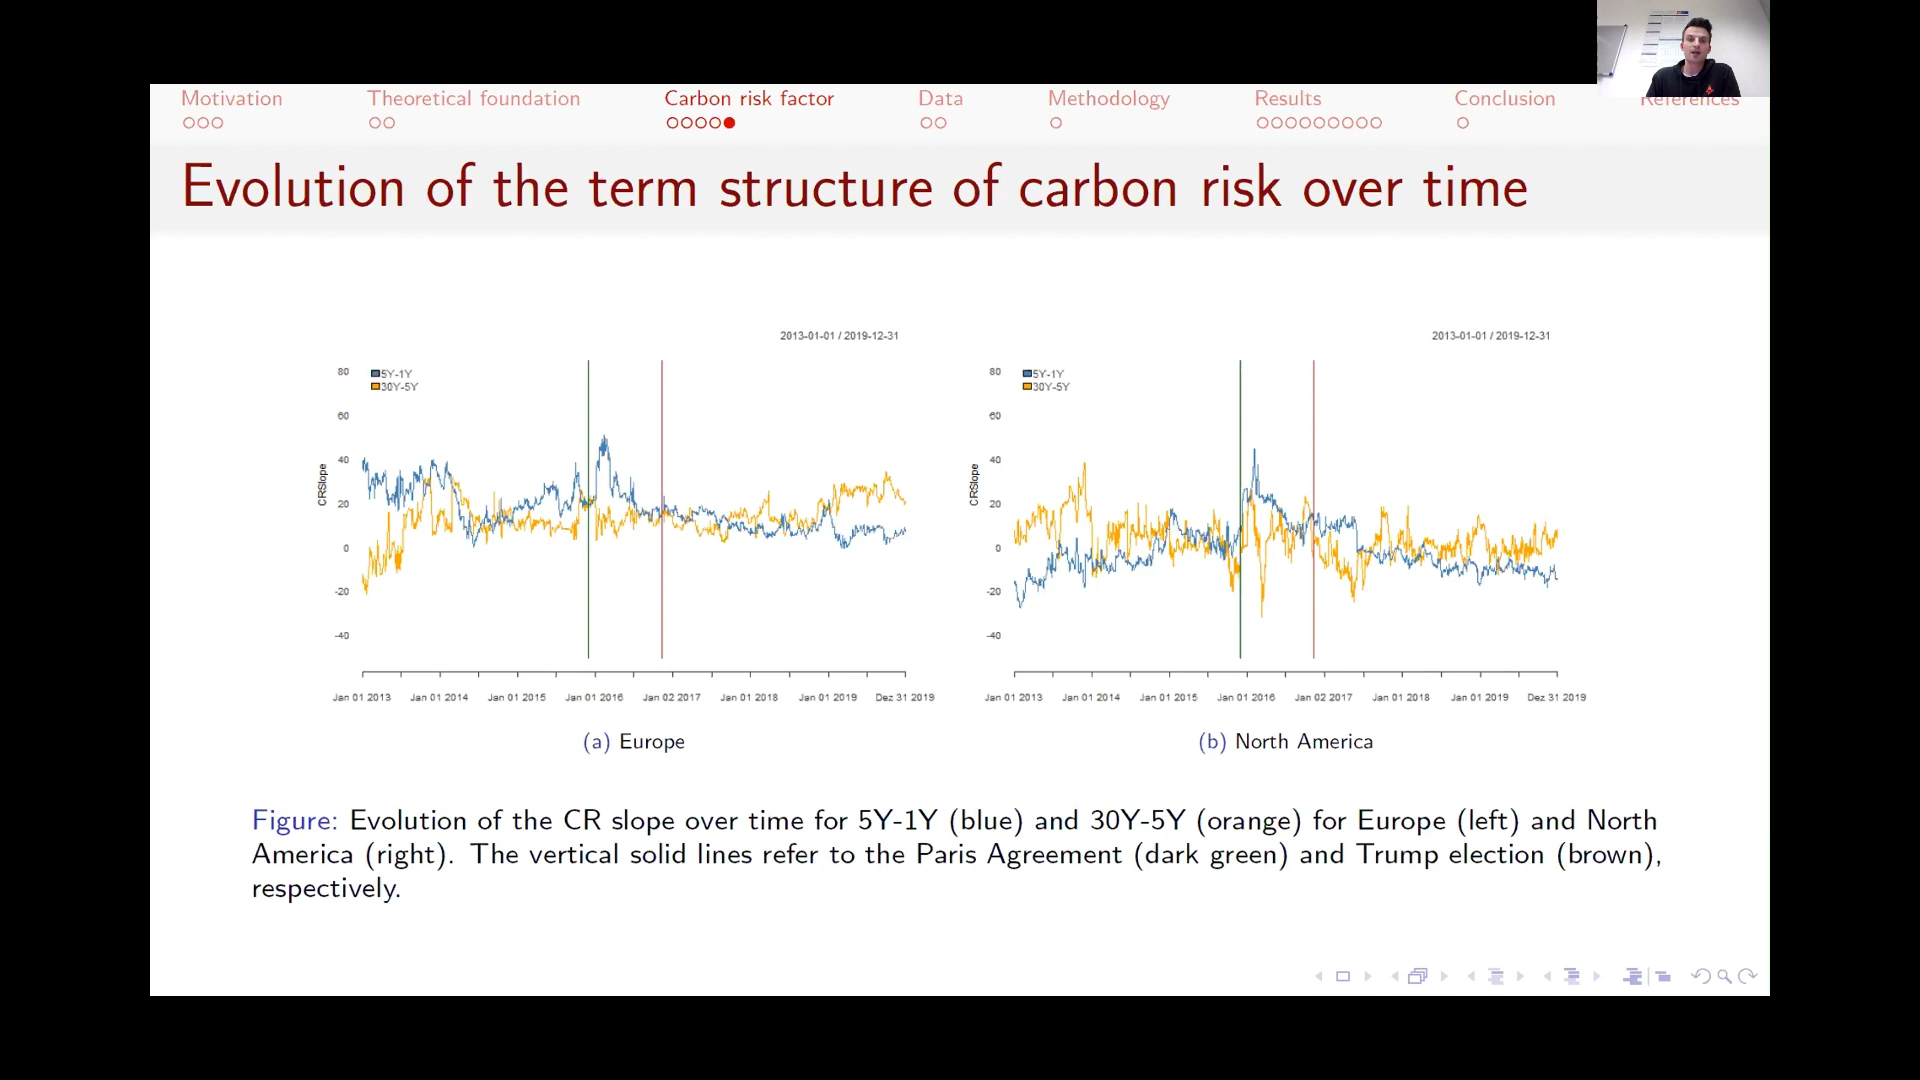 Motivation Theoretical foundation Carbon risk factor Data Methodology Results Conclusion References
Evolution of the term structure of carbon risk over time
2013-01-01 / 2019-12-31
80
5Y-1Y
30Y-5Y
60
40
20
0
-20
-40
CRSlope
Jan 01 2013 Jan 01 2014 Jan 01 2015 Jan 01 2016 Jan 02 2017 Jan 01 2018 Jan 01 2019 Dez 31 2019
(a) Europe
2013-01-01 / 2019-12-31
80
5Y-1Y
30Y-5Y
60
40
20
0
-20
-40
CRSlope
Jan 01 2013 Jan 01 2014 Jan 01 2015 Jan 01 2016 Jan 02 2017 Jan 01 2018 Jan 01 2019 Dez 31 2019
(b) North America
Figure: Evolution of the CR slope over time for 5Y-1Y (blue) and 30Y-5Y (orange) for Europe (left) and North
America (right). The vertical solid lines refer to the Paris Agreement (dark green) and Trump election (brown),
respectively.